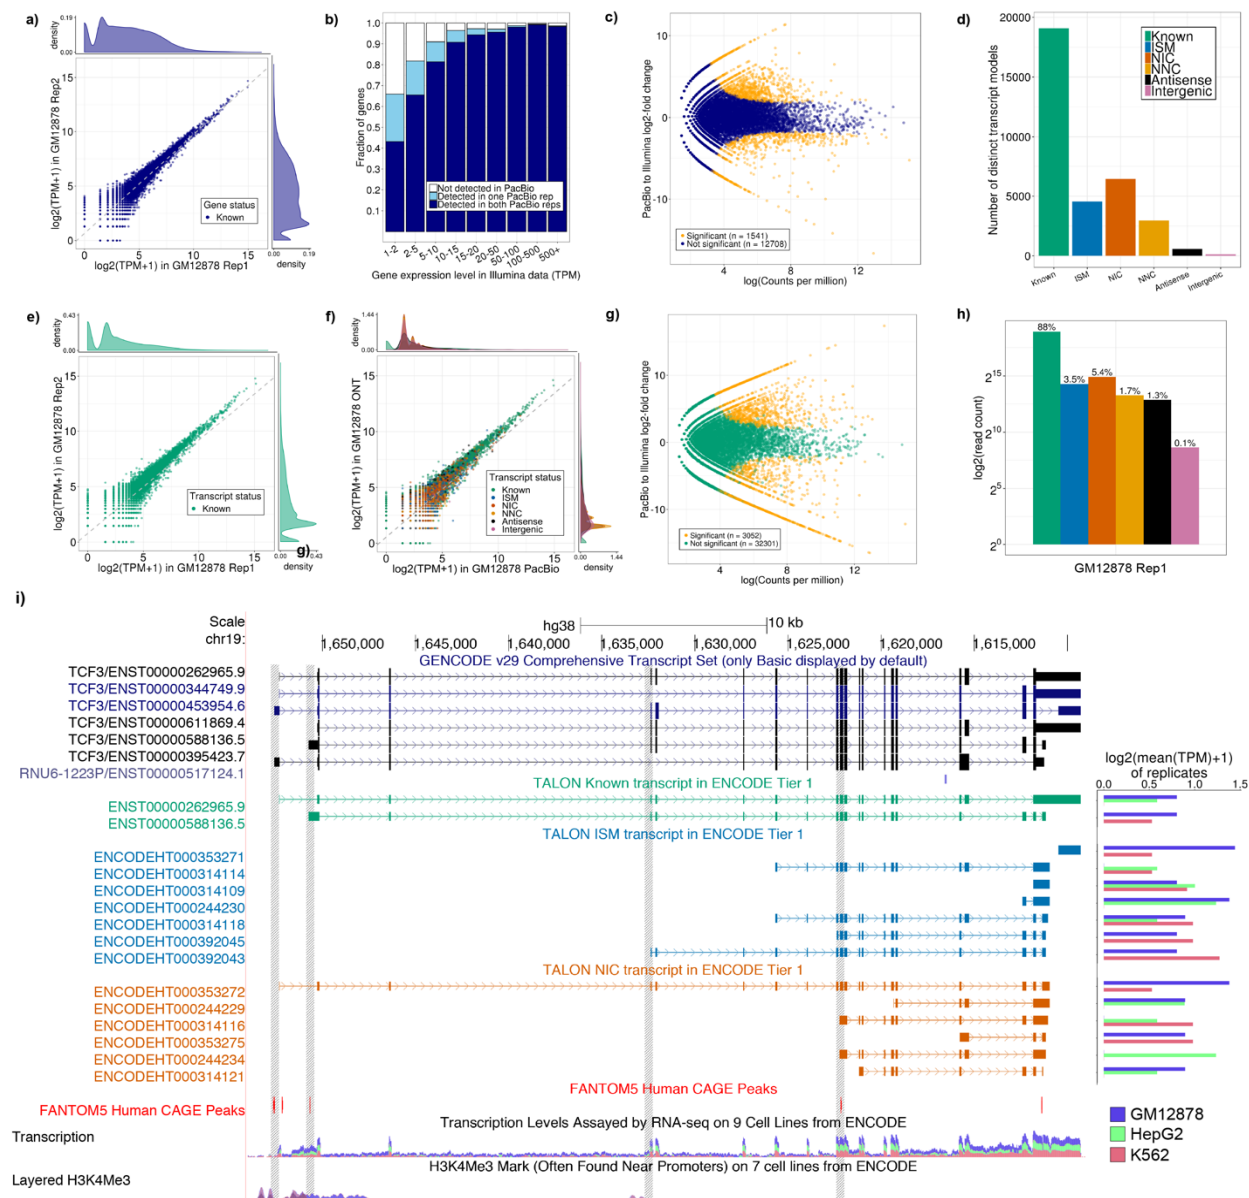 a)
0.19
density
0.00
log2(TPM+1) in GM12878 Rep2
15
10
5
0
Gene status
Known
0 5 10 15
log2(TPM+1) in GM12878 Rep1
0.00 0.19
density
b)
Fraction of genes
1.0
0.9
0.8
0.7
0.6
0.5
0.4
0.3
0.2
0.1
Not detected in PacBio
Detected in one PacBio rep
Detected in both PacBio reps
1-2 2-5 5-10 10-15 15-20 20-50 50-100 100-500 500+
Gene expression level in Illumina data (TPM)
c)
PacBio to Illumina log2-fold change
10
0
-10
Significant (n = 1541)
Not significant (n = 12708)
4 8 12
log(Counts per million)
d)
Number of distinct transcript models
20000
15000
10000
5000
0
Known
ISM
NIC
NNC
Antisense
Intergenic
Known ISM NIC NNC Antisense Intergenic
e)
0.43
density
0.00
log2(TPM+1) in GM12878 Rep2
15
10
5
0
Transcript status
Known
0 5 10 15
log2(TPM+1) in GM12878 Rep1
g)
0.00 0.43
density
f)
1.44
density
0.00
log2(TPM+1) in GM12878 ONT
15
10
5
0
Transcript status
Known
ISM
NIC
NNC
Antisense
Intergenic
0 5 10 15
log2(TPM+1) in GM12878 PacBio
0.00 1.44
density
g)
PacBio to Illumina log2-fold change
10
0
-10
Significant (n = 3052)
Not significant (n = 32301)
4 8 12
log(Counts per million)
h)
log2(read count)
2^15
2^10
2^5
2^0
88%
3.5%
5.4%
1.7%
1.3%
0.1%
GM12878 Rep1
i)
Scale
hg38 10 kb
chr19:
1,650,000 1,645,000 1,640,000 1,635,000 1,630,000 1,625,000 1,620,000 1,615,000
GENCODE v29 Comprehensive Transcript Set (only Basic displayed by default)
TCF3/ENST00000262965.9
TCF3/ENST00000344749.9
TCF3/ENST00000453954.6
TCF3/ENST00000611869.4
TCF3/ENST00000588136.5
TCF3/ENST00000395423.7
RNU6-1223P/ENST00000517124.1
TALON Known transcript in ENCODE Tier 1
ENST00000262965.9
ENST00000588136.5
TALON ISM transcript in ENCODE Tier 1
ENCODEHT000353271
ENCODEHT000314114
ENCODEHT000314109
ENCODEHT000244230
ENCODEHT000314118
ENCODEHT000392045
ENCODEHT000392043
TALON NIC transcript in ENCODE Tier 1
ENCODEHT000353272
ENCODEHT000244229
ENCODEHT000314116
ENCODEHT000353275
ENCODEHT000244234
ENCODEHT000314121
FANTOM5 Human CAGE Peaks
FANTOM5 Human CAGE Peaks
Transcription Levels Assayed by RNA-seq on 9 Cell Lines from ENCODE
Transcription
H3K4Me3 Mark (Often Found Near Promoters) on 7 cell lines from ENCODE
Layered H3K4Me3
log2(mean(TPM)+1)
of replicates
0.0 0.5 1.0 1.5
GM12878
HepG2
K562